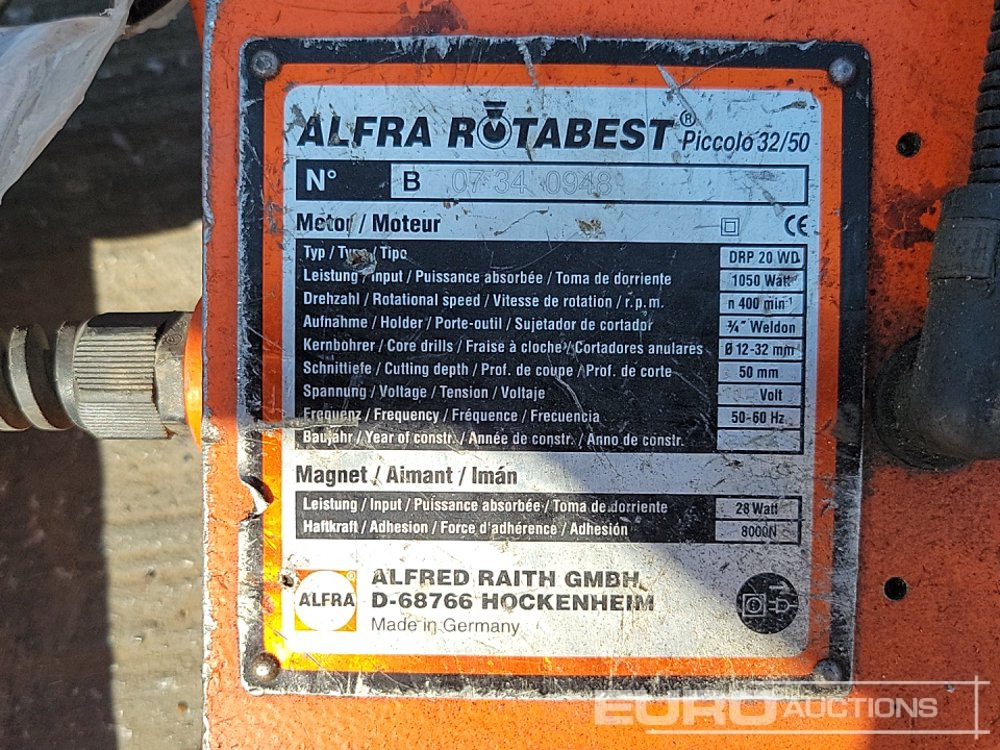 ALFRA ROTABEST® Piccolo 32/50
N° B 07 34 0948
Motor / Moteur CE
Typ / Type / Tipo DRP 20 WD
Leistung / Input / Puissance absorbée / Toma de dorriente 1050 Watt
Drehzahl / Rotational speed / Vitesse de rotation / r.p.m. n 400 min-¹
Aufnahme / Holder / Porte-outil / Sujetador de cortador ¾" Weldon
Kernbohrer / Core drills / Fraise à cloche / Cortadores anulares Ø 12-32 mm
Schnittiefe / Cutting depth / Prof. de coupe / Prof. de corte 50 mm
Spannung / Voltage / Tension / Voltaje Volt
Frequenz / Frequency / Fréquence / Frecuencia 50-60 Hz
Baujahr / Year of constr. / Année de constr. / Anno de constr.
Magnet / Aimant / Imán
Leistung / Input / Puissance absorbée / Toma de dorriente 28 Watt
Haftkraft / Adhesion / Force d'adhérence / Adhesión 8000N
ALFRA®
ALFRED RAITH GMBH
D-68766 HOCKENHEIM
Made in Germany
EURO AUCTIONS